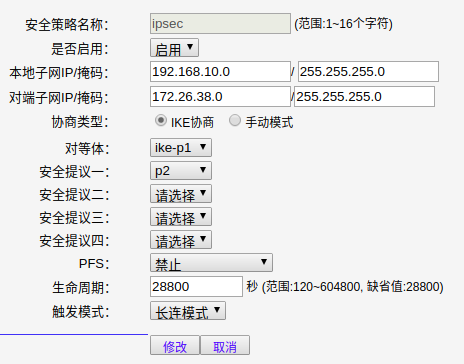 安全策略名称： ipsec (范围:1~16个字符)
是否启用： 启用
本地子网IP/掩码： 192.168.10.0 / 255.255.255.0
对端子网IP/掩码： 172.26.38.0 / 255.255.255.0
协商类型： IKE协商 手动模式
对等体： ike-p1
安全提议一： p2
安全提议二： 请选择
安全提议三： 请选择
安全提议四： 请选择
PFS： 禁止
生命周期： 28800 秒 (范围:120~604800, 缺省值:28800)
触发模式： 长连模式
修改 取消